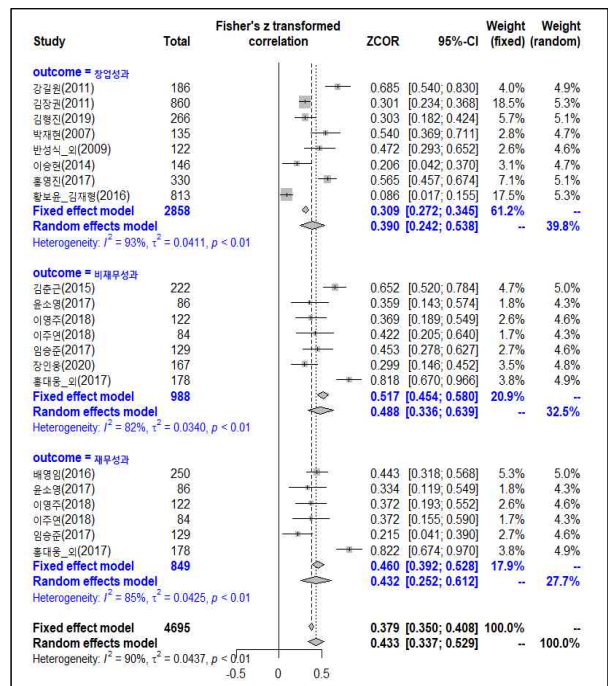 Study Total Fisher's z transformed correlation ZCOR 95%-CI Weight (fixed) Weight (random)
outcome = 창업성과
강길원(2011) 186 0.685 [0.540; 0.830] 4.0% 4.9%
김장권(2011) 860 0.301 [0.234; 0.368] 18.5% 5.3%
김형진(2019) 266 0.303 [0.182; 0.424] 5.7% 5.1%
박재현(2007) 135 0.540 [0.369; 0.711] 2.8% 4.7%
반성식_외(2009) 122 0.472 [0.293; 0.652] 2.6% 4.6%
이승현(2014) 146 0.206 [0.042; 0.370] 3.1% 4.7%
홍영진(2017) 330 0.565 [0.457; 0.674] 7.1% 5.1%
황보윤_김재형(2016) 813 0.086 [0.017; 0.155] 17.5% 5.3%
Fixed effect model 2858 0.309 [0.272; 0.345] 61.2% --
Random effects model 0.390 [0.242; 0.538] -- 39.8%
Heterogeneity: I² = 93%, τ² = 0.0411, p < 0.01
outcome = 비재무성과
김준근(2015) 222 0.652 [0.520; 0.784] 4.7% 5.0%
윤소영(2017) 86 0.359 [0.143; 0.574] 1.8% 4.3%
이영주(2018) 122 0.369 [0.189; 0.549] 2.6% 4.6%
이주연(2018) 84 0.422 [0.205; 0.640] 1.7% 4.3%
임승준(2017) 129 0.453 [0.278; 0.627] 2.7% 4.6%
장인용(2020) 167 0.299 [0.146; 0.452] 3.5% 4.8%
홍대웅_외(2017) 178 0.818 [0.670; 0.966] 3.8% 4.9%
Fixed effect model 988 0.517 [0.454; 0.580] 20.9% --
Random effects model 0.488 [0.336; 0.639] -- 32.5%
Heterogeneity: I² = 82%, τ² = 0.0340, p < 0.01
outcome = 재무성과
배영임(2016) 250 0.443 [0.318; 0.568] 5.3% 5.0%
윤소영(2017) 86 0.334 [0.119; 0.549] 1.8% 4.3%
이영주(2018) 122 0.372 [0.193; 0.552] 2.6% 4.6%
이주연(2018) 84 0.372 [0.155; 0.590] 1.7% 4.3%
임승준(2017) 129 0.215 [0.041; 0.390] 2.7% 4.6%
홍대웅_외(2017) 178 0.822 [0.674; 0.970] 3.8% 4.9%
Fixed effect model 849 0.460 [0.392; 0.528] 17.9% --
Random effects model 0.432 [0.252; 0.612] -- 27.7%
Heterogeneity: I² = 85%, τ² = 0.0425, p < 0.01
Fixed effect model 4695 0.379 [0.350; 0.408] 100.0% --
Random effects model 0.433 [0.337; 0.529] -- 100.0%
Heterogeneity: I² = 90%, τ² = 0.0437, p < 0.01
-0.5 0 0.5